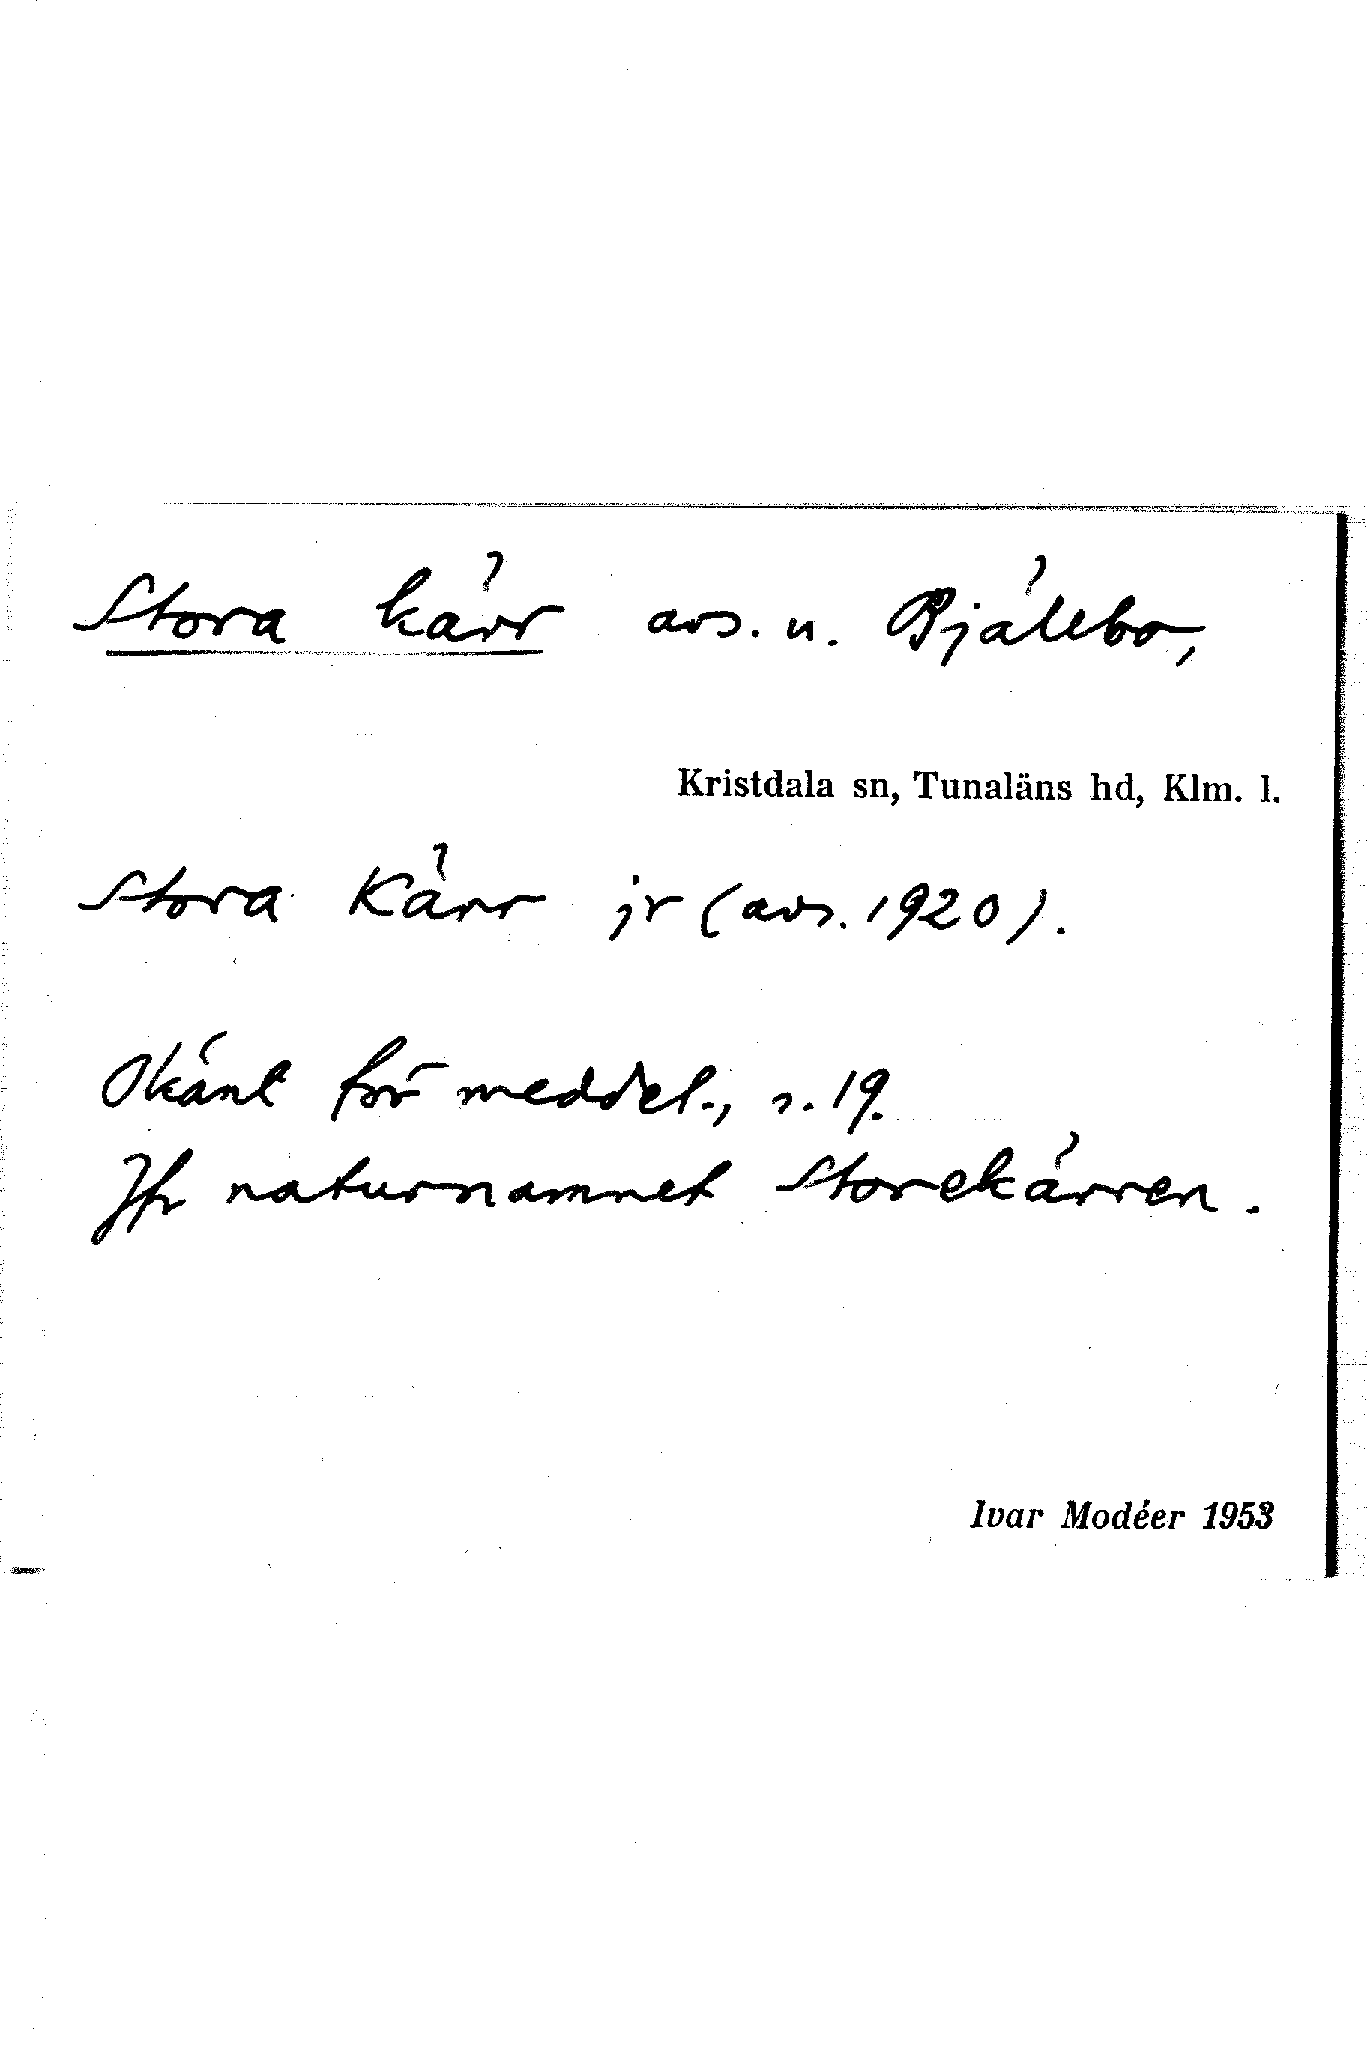 Stora kärr avs. u. Bjälebo,
Kristdala sn, Tunaläns hd, Klm. l.
Stora Kärr jr (avs. 1920).
Okänt för meddel., s. 19.
Jfr naturnamnet Storekärren.
Ivar Modéer 1953